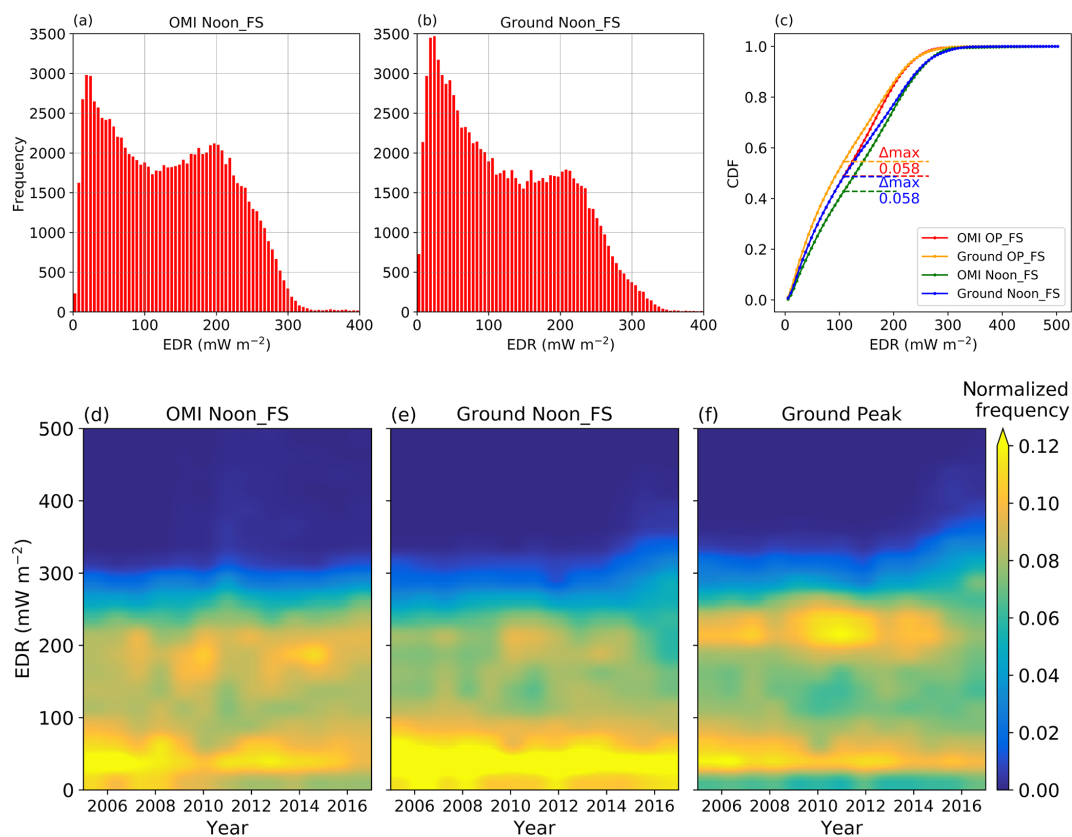 (a)
OMI Noon_FS
(b)
Ground Noon_FS
(c)
3500
3000
2500
2000
1500
1000
500
0
Frequency
0 100 200 300 400
EDR (mW m⁻²)
3500
3000
2500
2000
1500
1000
500
0
0 100 200 300 400
EDR (mW m⁻²)
1.0
0.8
0.6
0.4
0.2
0.0
CDF
Δmax
0.058
Δmax
0.058
OMI OP_FS
Ground OP_FS
OMI Noon_FS
Ground Noon_FS
0 100 200 300 400 500
EDR (mW m⁻²)
(d)
OMI Noon_FS
(e)
Ground Noon_FS
(f)
Ground Peak
Normalized
frequency
500
400
300
200
100
0
EDR (mW m⁻²)
2006 2008 2010 2012 2014 2016
Year
2006 2008 2010 2012 2014 2016
Year
2006 2008 2010 2012 2014 2016
Year
0.12
0.10
0.08
0.06
0.04
0.02
0.00